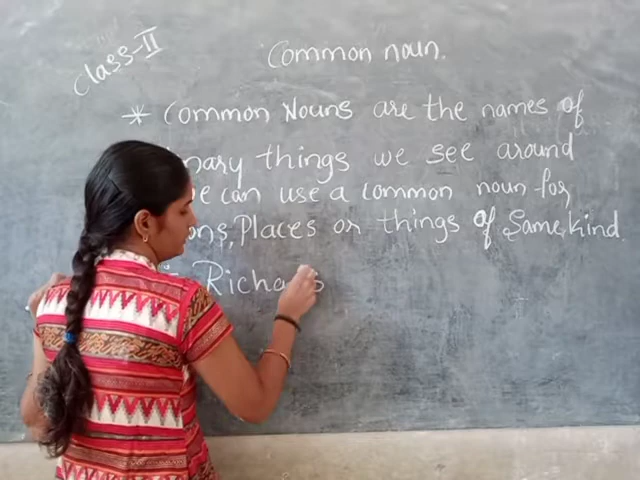 Class-II
Common noun.
* Common Nouns are the names of
things we see around
can use a common noun for
Places or things of Same kind.